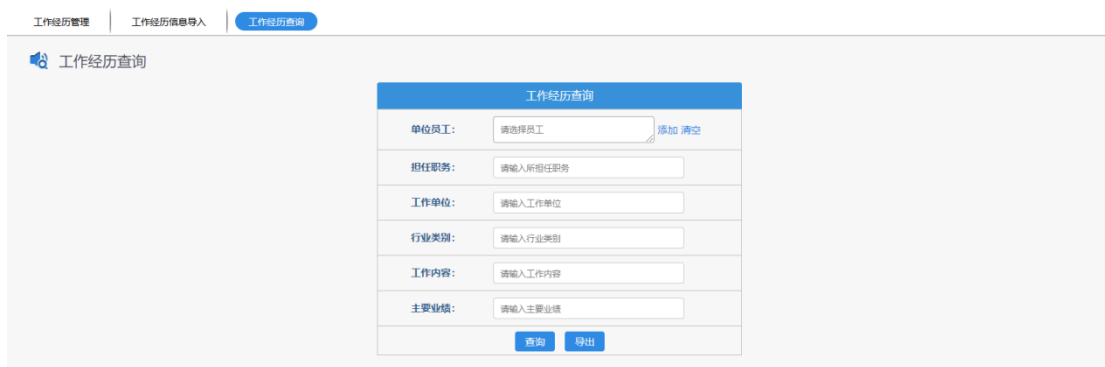 工作经历管理 工作经历信息导入 工作经历查询
工作经历查询
工作经历查询
单位员工： 请选择员工 添加 清空
担任职务： 请输入所担任职务
工作单位： 请输入工作单位
行业类别： 请输入行业类别
工作内容： 请输入工作内容
主要业绩： 请输入主要业绩
查询 导出